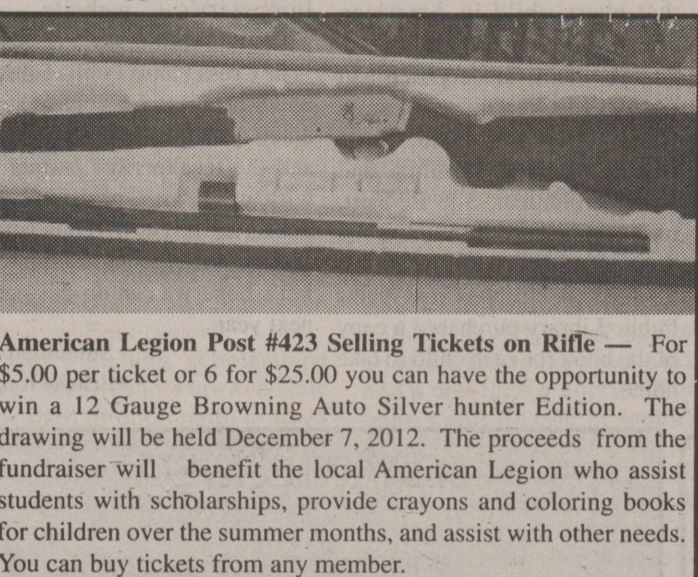 American Legion Post #423 Selling Tickets on Rifle — For
$5.00 per ticket or 6 for $25.00 you can have the opportunity to
win a 12 Gauge Browning Auto Silver hunter Edition. The
drawing will be held December 7, 2012. The proceeds from the
fundraiser will benefit the local American Legion who assist
students with scholarships, provide crayons and coloring books
for children over the summer months, and assist with other needs.
You can buy tickets from any member.